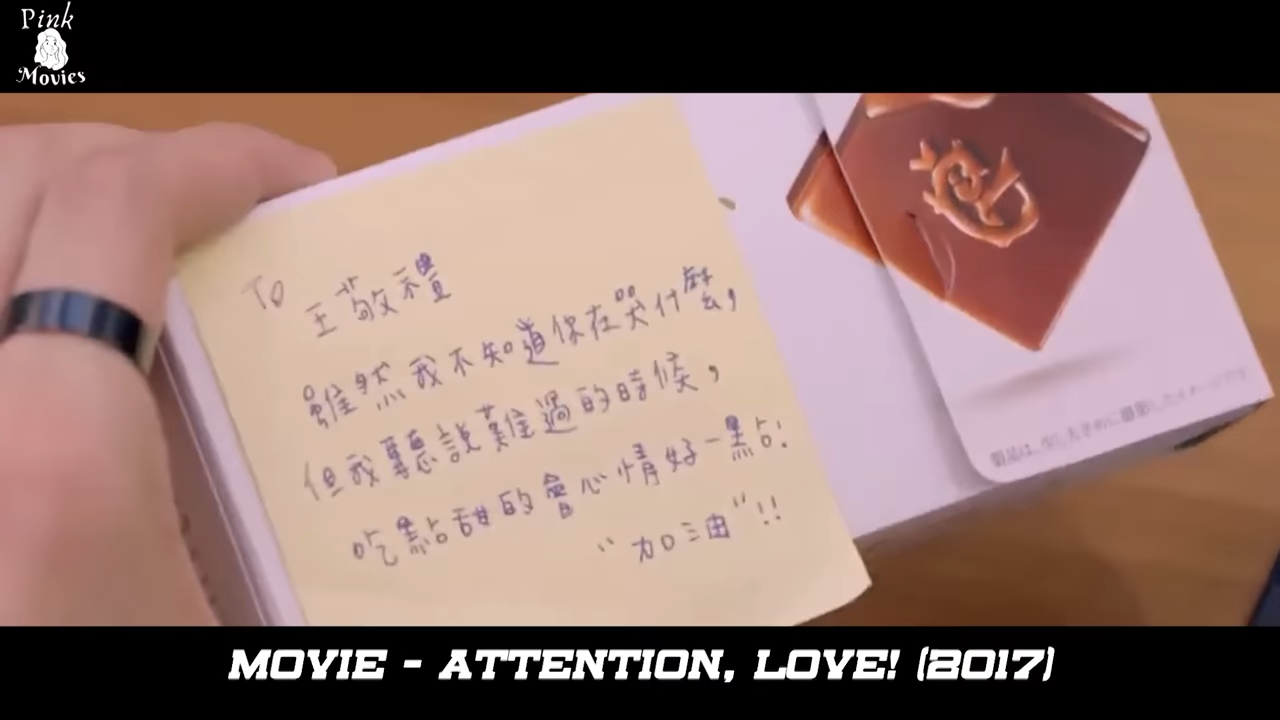 Pink
Movies
TO
王敬禮
雖然我不知道你在哭什麼,
但我聽說難過的時候,
吃點甜的會心情好一點!
"加油"!!
MOVIE - ATTENTION, LOVE! (2017)